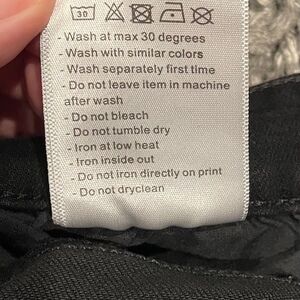 30
- Wash at max 30 degrees
- Wash with similar colors
- Wash separately first time
- Do not leave item in machine
after wash
- Do not bleach
- Do not tumble dry
- Iron at low heat
- Iron inside out
- Do not iron directly on print
- Do not dryclean